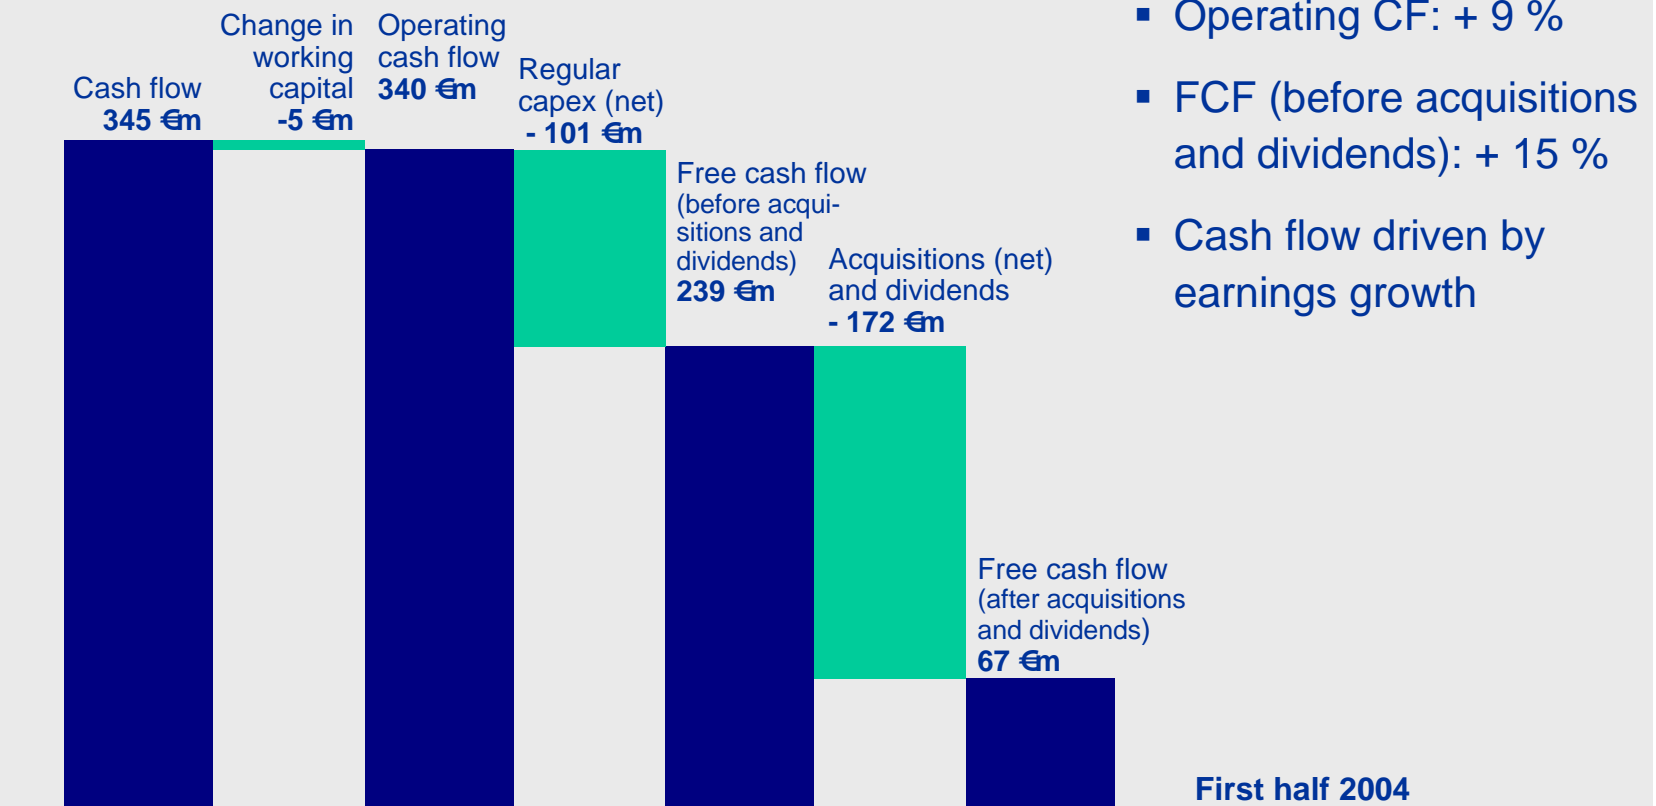 Cash flow
345 €m
Change in
working
capital
-5 €m
Operating
cash flow
340 €m
Regular
capex (net)
- 101 €m
Free cash flow
(before acqui-
sitions and
dividends)
239 €m
Acquisitions (net)
and dividends
- 172 €m
Free cash flow
(after acquisitions
and dividends)
67 €m
▪ Operating CF: + 9 %
▪ FCF (before acquisitions
and dividends): + 15 %
▪ Cash flow driven by
earnings growth
First half 2004